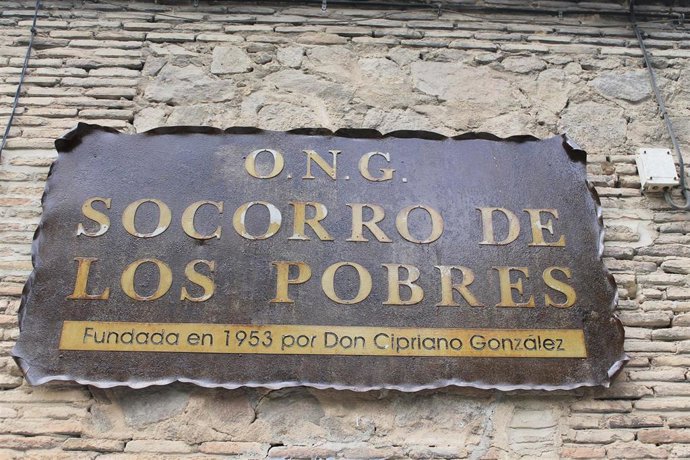 O.N.G.
SOCORRO DE
LOS POBRES
Fundada en 1953 por Don Cipriano González